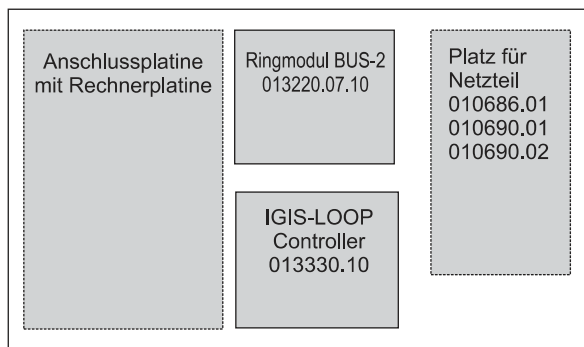 Anschlussplatine
mit Rechnerplatine
Ringmodul BUS-2
013220.07.10
IGIS-LOOP
Controller
013330.10
Platz für
Netzteil
010686.01
010690.01
010690.02